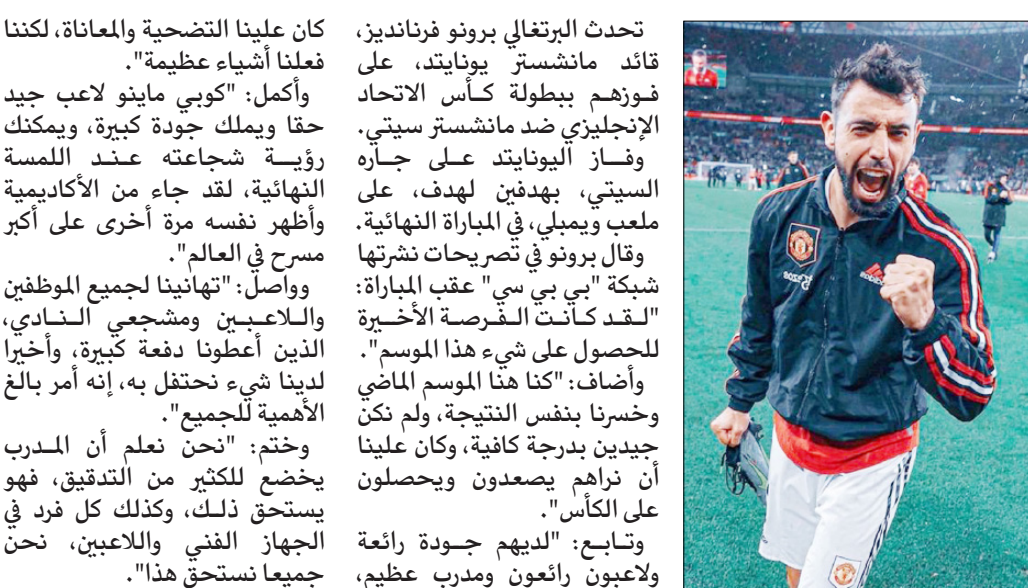 تحدث البرتغالي برونو فرنانديز،
قائد مانشستر يونايتد، على
فوزهم ببطولة كأس الاتحاد
الإنجليزي ضد مانشستر سيتي.
وفاز اليونايتد على جاره
السيتي، بهدفين لهدف، على
ملعب ويمبلي، في المباراة النهائية.
وقال برونو في تصريحات نشرتها
شبكة "بي بي سي" عقب المباراة:
"لقد كانت الفرصة الأخيرة
للحصول على شيء هذا الموسم".
وأضاف: "كنا هنا الموسم الماضي
وخسرنا بنفس النتيجة، ولم نكن
جيدين بدرجة كافية، وكان علينا
أن نراهم يصعدون ويحصلون
على الكأس".
وتابع: "لديهم جودة رائعة
ولاعبون رائعون ومدرب عظيم،
كان علينا التضحية والمعاناة، لكننا
فعلنا أشياء عظيمة".
وأكمل: "كوبي ماينو لاعب جيد
حقا ويملك جودة كبيرة، ويمكنك
رؤية شجاعته عند اللمسة
النهائية، لقد جاء من الأكاديمية
وأظهر نفسه مرة أخرى على أكبر
مسرح في العالم".
وواصل: "تهانينا لجميع الموظفين
واللاعبين ومشجعي النادي،
الذين أعطونا دفعة كبيرة، وأخيرا
لدينا شيء نحتفل به، إنه أمر بالغ
الأهمية للجميع".
وختم: "نحن نعلم أن المدرب
يخضع للكثير من التدقيق، فهو
يستحق ذلك، وكذلك كل فرد في
الجهاز الفني واللاعبين، نحن
جميعا نستحق هذا".
adidas